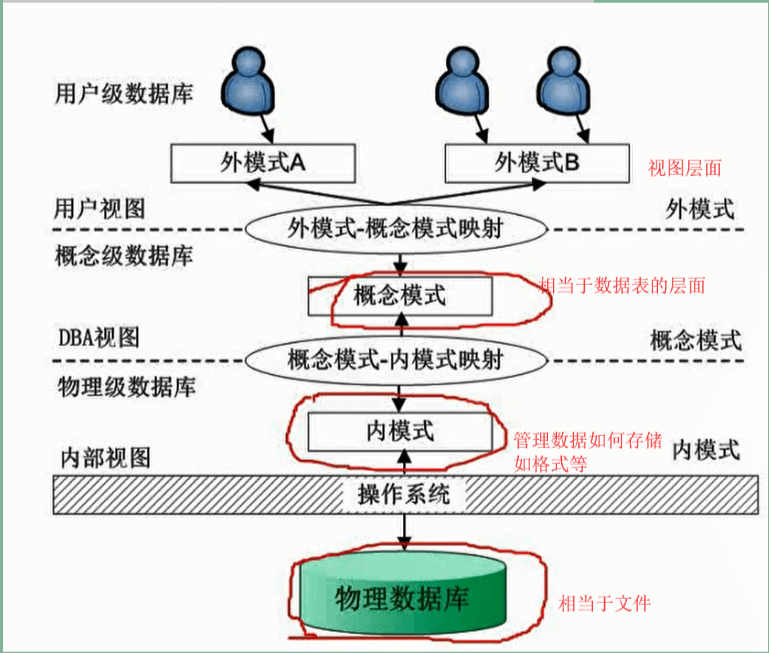 用户级数据库
外模式A
外模式B
视图层面
用户视图
外模式-概念模式映射
外模式
概念级数据库
概念模式
相当于数据表的层面
DBA视图
概念模式-内模式映射
概念模式
物理级数据库
内模式
管理数据如何存储
如格式等
内部视图
内模式
操作系统
物理数据库
相当于文件